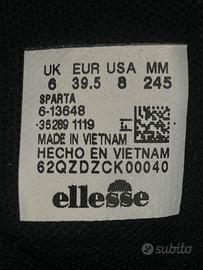 UK EUR USA MM
6 39.5 8 245
SPARTA
6-13648
-35289 1119
F1
MADE IN VIETNAM
HECHO EN VIETNAM
62QZDZCK00040
ellesse
subito